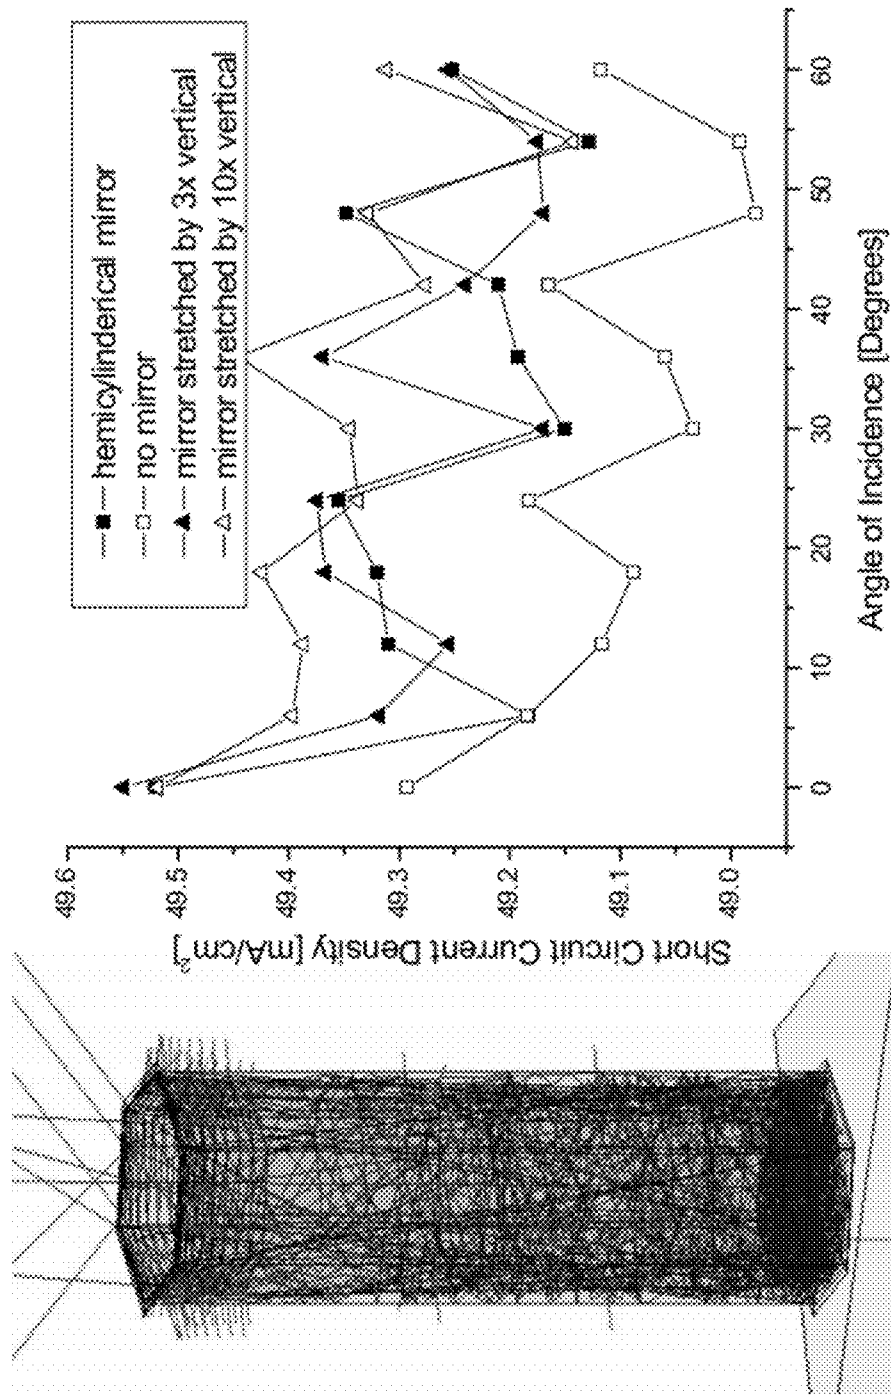 hemicylinderical mirror
no mirror
mirror stretched by 3x vertical
mirror stretched by 10x vertical
Short Circuit Current Density [mA/cm²]
49.6
49.5
49.4
49.3
49.2
49.1
49.0
0
10
20
30
40
50
60
Angle of Incidence [Degrees]